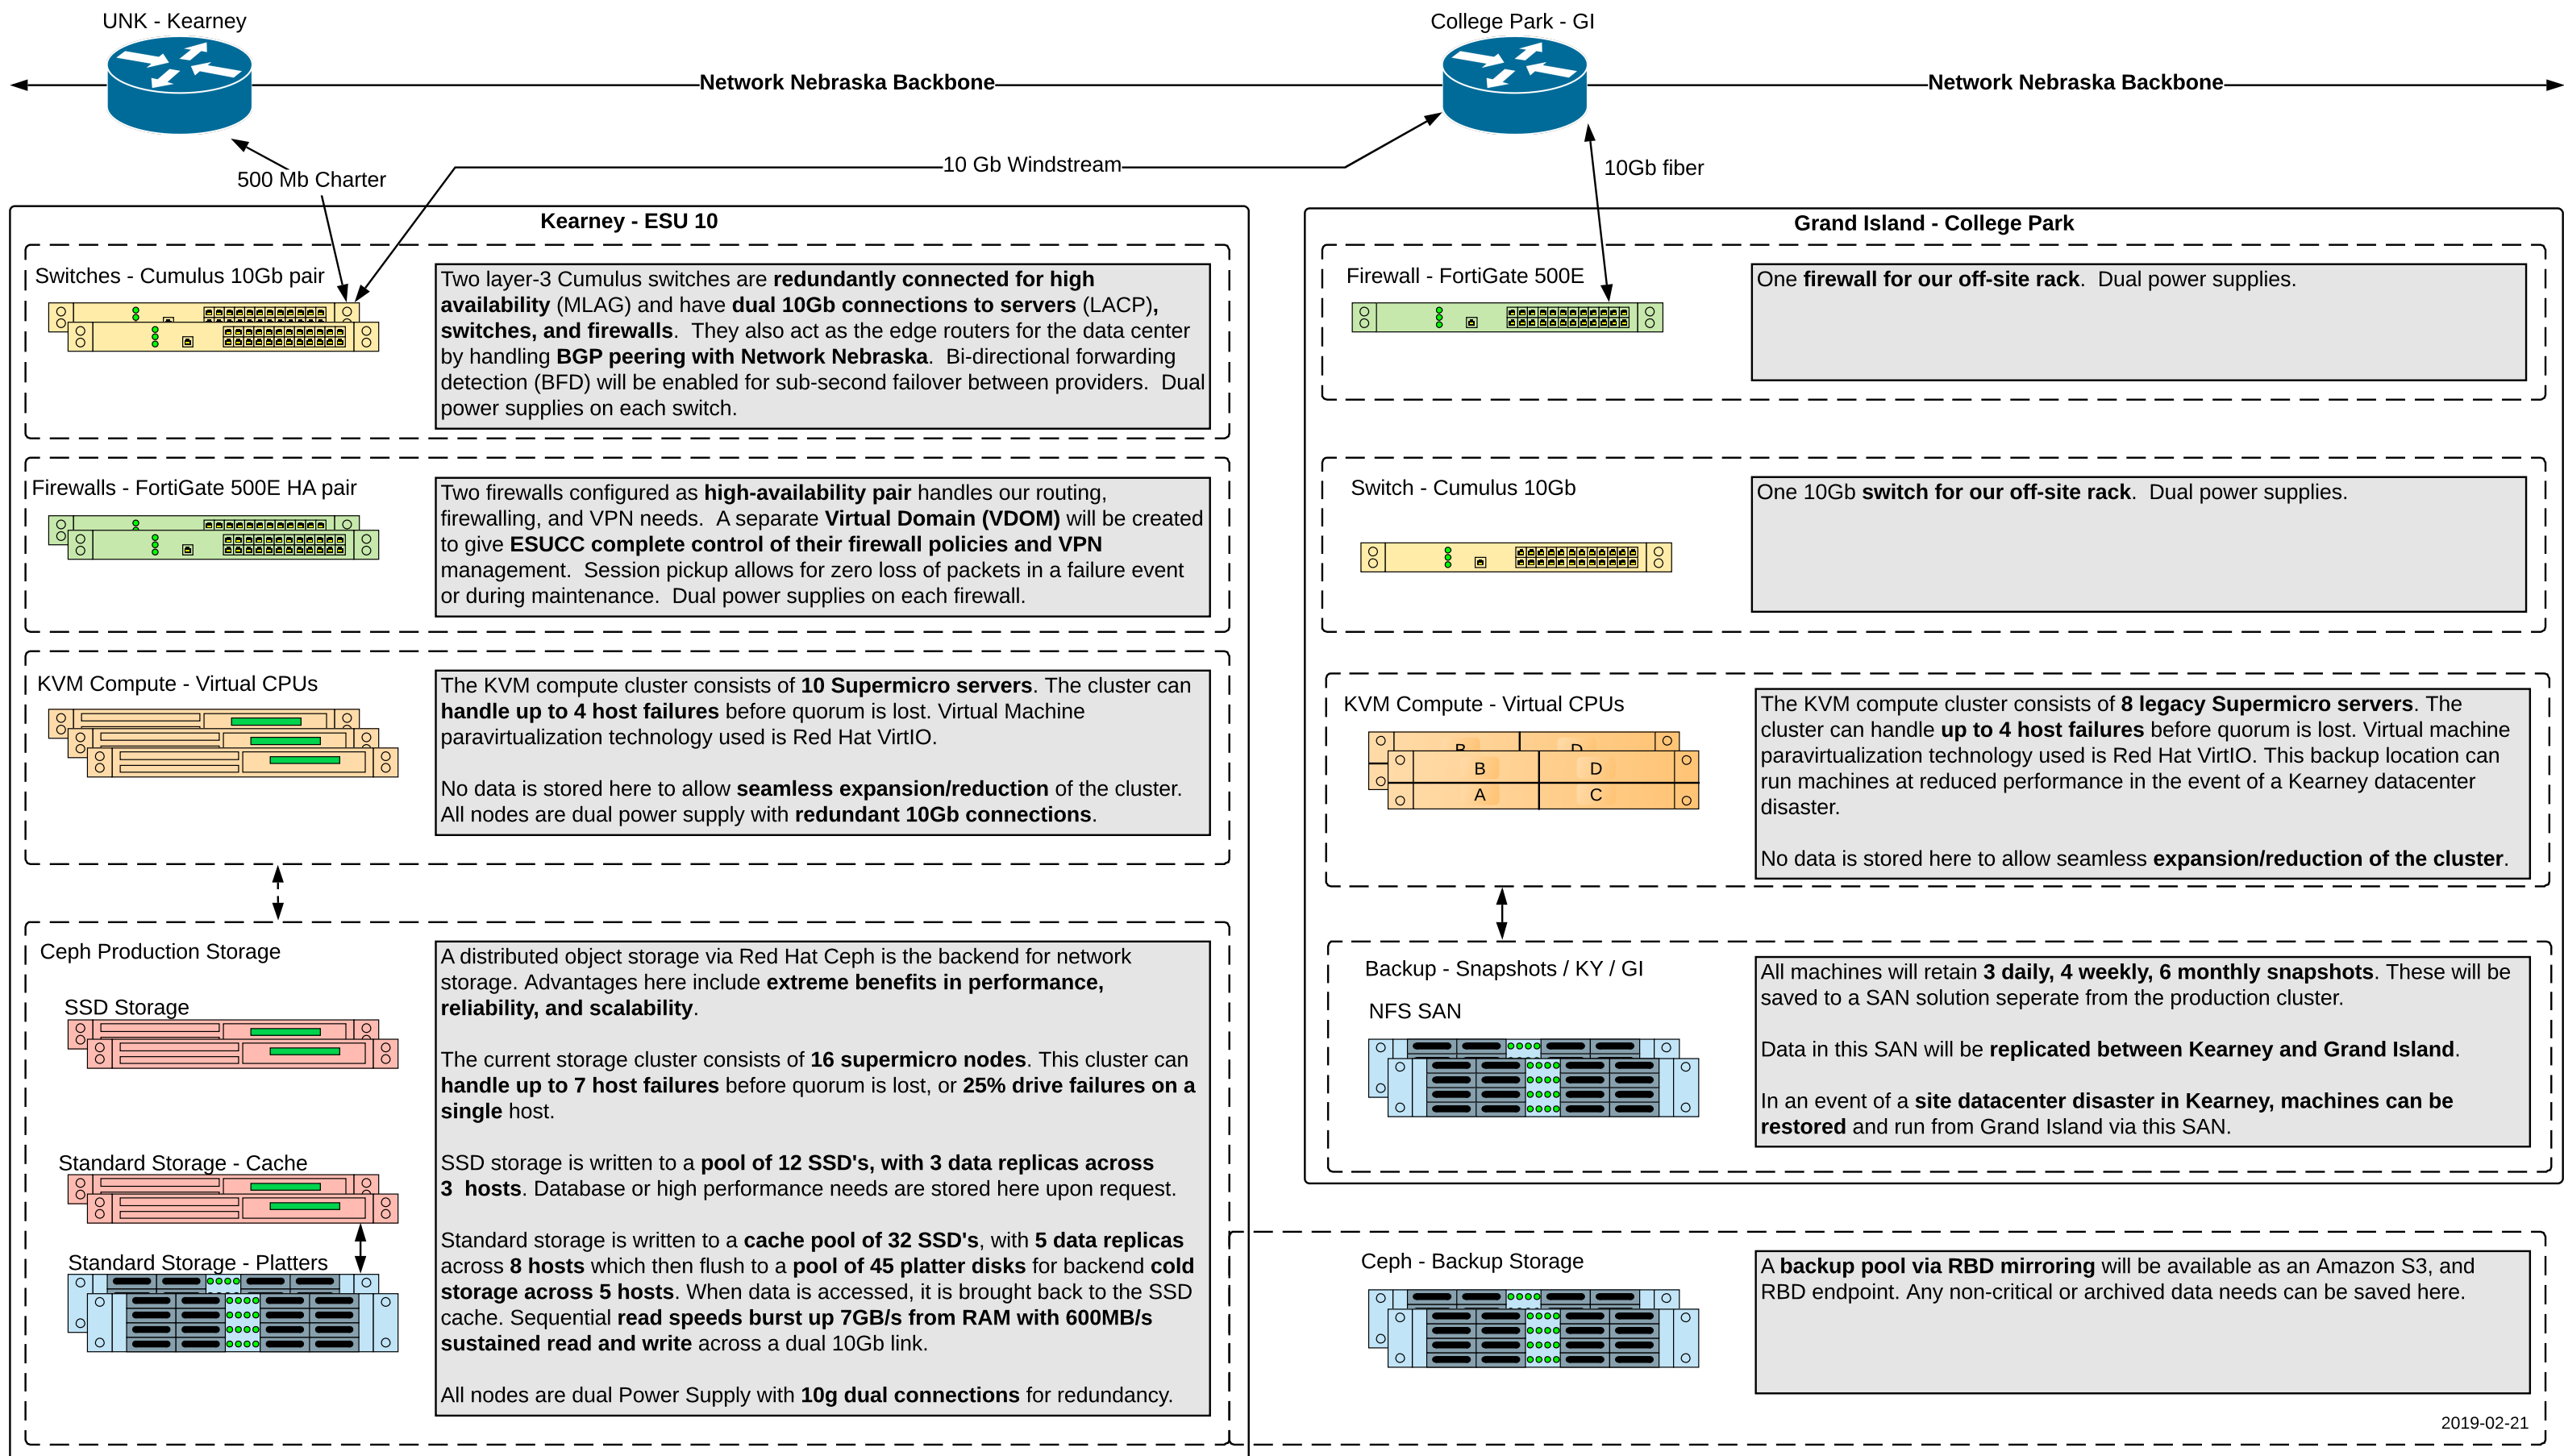 UNK - Kearney
College Park - GI
Network Nebraska Backbone
Network Nebraska Backbone
500 Mb Charter
10 Gb Windstream
10Gb fiber
Kearney - ESU 10
Switches - Cumulus 10Gb pair
Two layer-3 Cumulus switches are redundantly connected for high
availability (MLAG) and have dual 10Gb connections to servers (LACP),
switches, and firewalls.  They also act as the edge routers for the data center
by handling BGP peering with Network Nebraska.  Bi-directional forwarding
detection (BFD) will be enabled for sub-second failover between providers.  Dual
power supplies on each switch.
Firewalls - FortiGate 500E HA pair
Two firewalls configured as high-availability pair handles our routing,
firewalling, and VPN needs.  A separate Virtual Domain (VDOM) will be created
to give ESUCC complete control of their firewall policies and VPN
management.  Session pickup allows for zero loss of packets in a failure event
or during maintenance.  Dual power supplies on each firewall.
KVM Compute - Virtual CPUs
The KVM compute cluster consists of 10 Supermicro servers. The cluster can
handle up to 4 host failures before quorum is lost. Virtual Machine
paravirtualization technology used is Red Hat VirtIO.
No data is stored here to allow seamless expansion/reduction of the cluster.
All nodes are dual power supply with redundant 10Gb connections.
Ceph Production Storage
SSD Storage
Standard Storage - Cache
Standard Storage - Platters
A distributed object storage via Red Hat Ceph is the backend for network
storage. Advantages here include extreme benefits in performance,
reliability, and scalability.
The current storage cluster consists of 16 supermicro nodes. This cluster can
handle up to 7 host failures before quorum is lost, or 25% drive failures on a
single host.
SSD storage is written to a pool of 12 SSD's, with 3 data replicas across
3  hosts. Database or high performance needs are stored here upon request.
Standard storage is written to a cache pool of 32 SSD's, with 5 data replicas
across 8 hosts which then flush to a pool of 45 platter disks for backend cold
storage across 5 hosts. When data is accessed, it is brought back to the SSD
cache. Sequential read speeds burst up 7GB/s from RAM with 600MB/s
sustained read and write across a dual 10Gb link.
All nodes are dual Power Supply with 10g dual connections for redundancy.
Grand Island - College Park
Firewall - FortiGate 500E
One firewall for our off-site rack.  Dual power supplies.
Switch - Cumulus 10Gb
One 10Gb switch for our off-site rack.  Dual power supplies.
KVM Compute - Virtual CPUs
B D
B D
A C
The KVM compute cluster consists of 8 legacy Supermicro servers. The
cluster can handle up to 4 host failures before quorum is lost. Virtual machine
paravirtualization technology used is Red Hat VirtIO. This backup location can
run machines at reduced performance in the event of a Kearney datacenter
disaster.
No data is stored here to allow seamless expansion/reduction of the cluster.
Backup - Snapshots / KY / GI
NFS SAN
All machines will retain 3 daily, 4 weekly, 6 monthly snapshots. These will be
saved to a SAN solution seperate from the production cluster.
Data in this SAN will be replicated between Kearney and Grand Island.
In an event of a site datacenter disaster in Kearney, machines can be
restored and run from Grand Island via this SAN.
Ceph - Backup Storage
A backup pool via RBD mirroring will be available as an Amazon S3, and
RBD endpoint. Any non-critical or archived data needs can be saved here.
2019-02-21